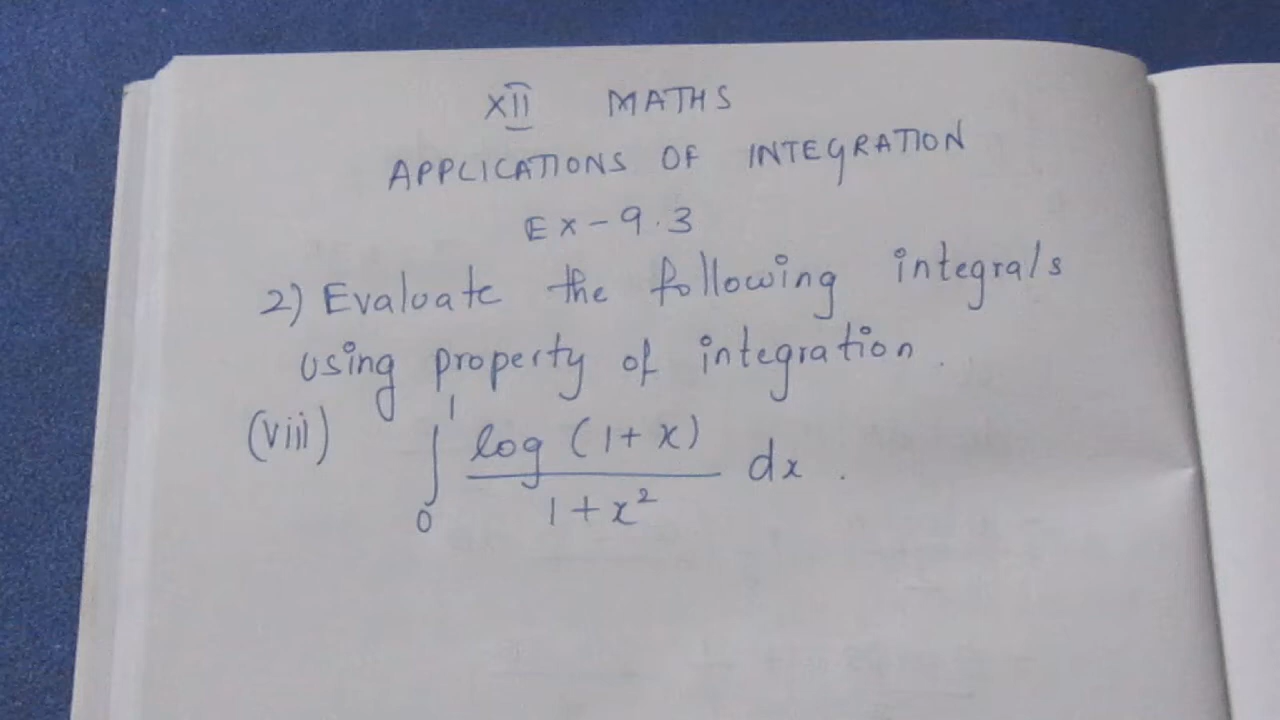 XII MATHS
APPLICATIONS OF INTEGRATION
Ex-9.3
2) Evaluate the following integrals
using property of integration.
(viii) ∫₀¹ log (1+x) / 1+x² dx.